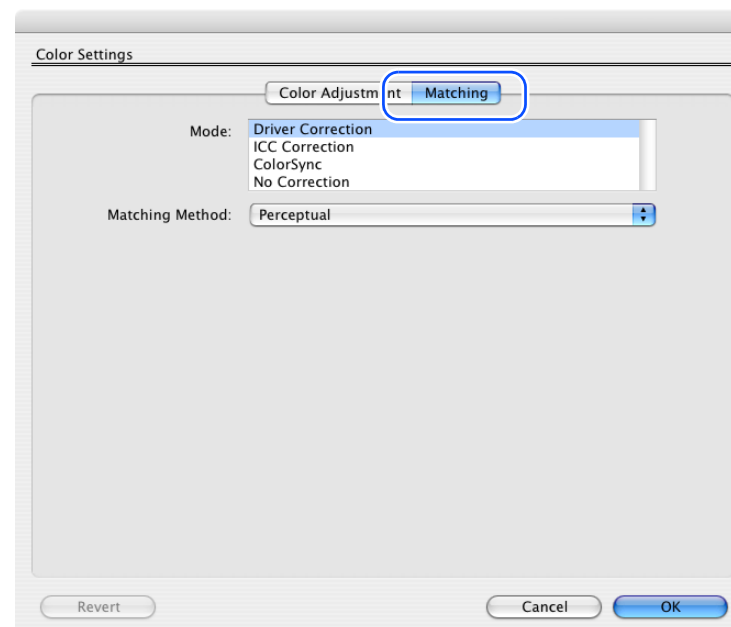 Color Settings
Color Adjustm nt Matching
Mode: Driver Correction
ICC Correction
ColorSync
No Correction
Matching Method: Perceptual
Revert Cancel OK